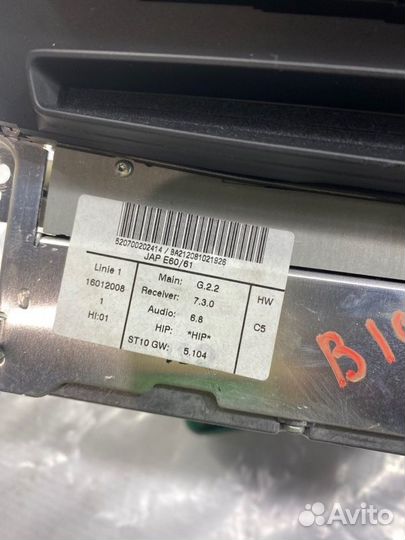 520700202414 / 9A212081021926
JAP E60/61
Linie 1
16012008
1
HI:01
Main: G.2.2
Receiver: 7.3.0
Audio: 6.8
HIP: *HIP*
ST10 GW: 5.104
HW
C5
Avito